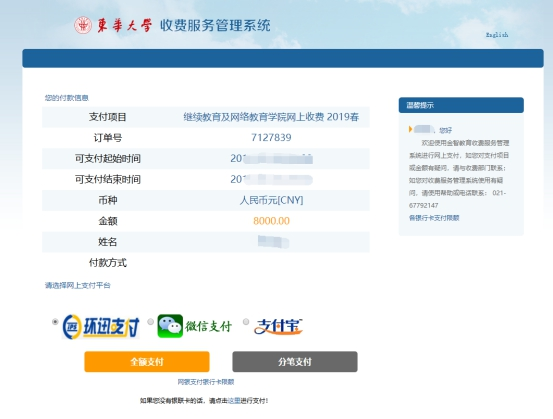 東華大學 收费服务管理系统
English
您的付款信息
支付项目 继续教育及网络教育学院网上收费 2019春
订单号 7127839
可支付起始时间 201
可支付结束时间 201
币种 人民币元[CNY]
金额 8000.00
姓名
付款方式
请选择网上支付平台
环迅支付 微信支付 支付宝
全额支付 分笔支付
网银支付银行卡限额
如果您没有银联卡的话，请点击这里进行支付！
温馨提示
，您好
欢迎使用金智教育收费服务管理
系统进行网上支付，如您对支付项目
或金额有疑问，请与收费部门联系；
如您对收费服务管理系统使用有疑
问，请使用帮助或电话联系： 021-
67792147
各银行卡支付限额